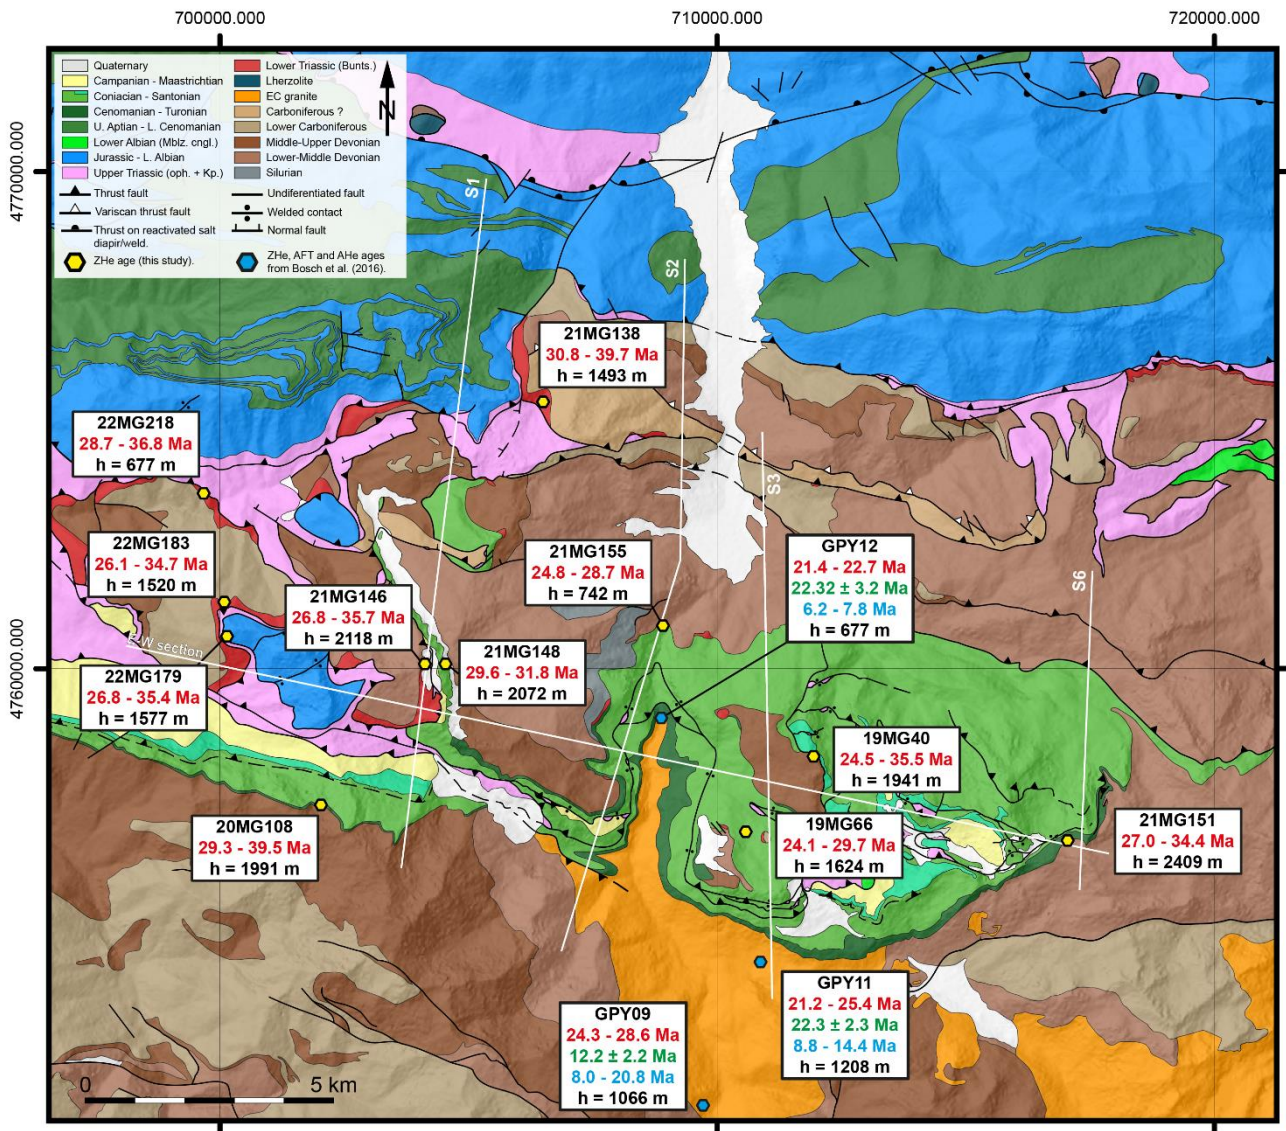 700000.000
710000.000
720000.000
4770000.000
4760000.000
Quaternary
Campanian - Maastrichtian
Coniacian - Santonian
Cenomanian - Turonian
U. Aptian - L. Cenomanian
Lower Albian (Mblz. cngl.)
Jurassic - L. Albian
Upper Triassic (oph. + Kp.)
Lower Triassic (Bunts.)
Lherzolite
EC granite
Carboniferous ?
Lower Carboniferous
Middle-Upper Devonian
Lower-Middle Devonian
Silurian
N
Thrust fault
Variscan thrust fault
Thrust on reactivated salt
diapir/weld.
Undifferentiated fault
Welded contact
Normal fault
ZHe age (this study).
ZHe, AFT and AHe ages
from Bosch et al. (2016).
S1
S2
S3
S6
E-W section
21MG138
30.8 - 39.7 Ma
h = 1493 m
22MG218
28.7 - 36.8 Ma
h = 677 m
22MG183
26.1 - 34.7 Ma
h = 1520 m
21MG146
26.8 - 35.7 Ma
h = 2118 m
21MG155
24.8 - 28.7 Ma
h = 742 m
GPY12
21.4 - 22.7 Ma
22.32 ± 3.2 Ma
6.2 - 7.8 Ma
h = 677 m
21MG148
29.6 - 31.8 Ma
h = 2072 m
22MG179
26.8 - 35.4 Ma
h = 1577 m
19MG40
24.5 - 35.5 Ma
h = 1941 m
20MG108
29.3 - 39.5 Ma
h = 1991 m
19MG66
24.1 - 29.7 Ma
h = 1624 m
21MG151
27.0 - 34.4 Ma
h = 2409 m
GPY09
24.3 - 28.6 Ma
12.2 ± 2.2 Ma
8.0 - 20.8 Ma
h = 1066 m
GPY11
21.2 - 25.4 Ma
22.3 ± 2.3 Ma
8.8 - 14.4 Ma
h = 1208 m
0
5 km